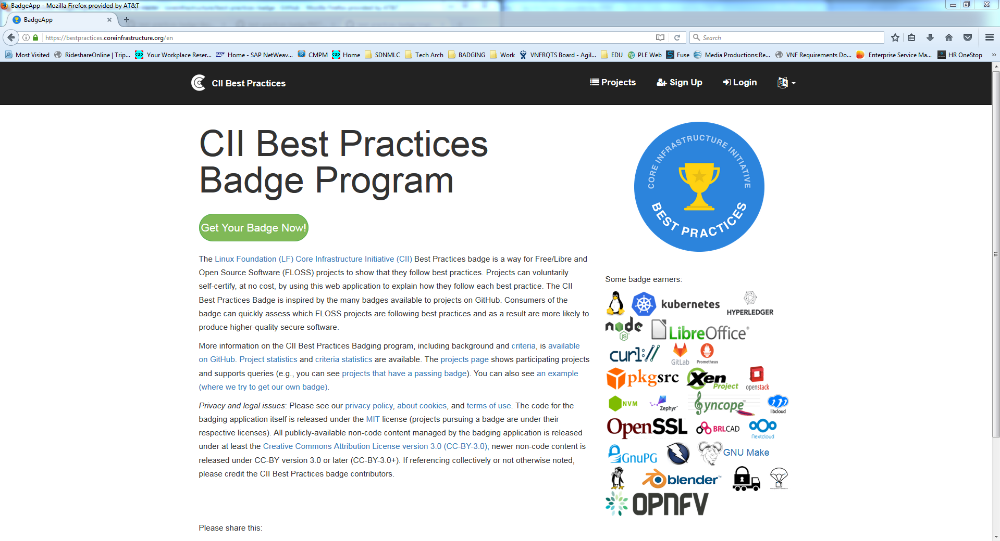 BadgeApp - Mozilla Firefox provided by AT&T
BadgeApp
https://bestpractices.coreinfrastructure.org/en
Search
Most Visited
RideshareOnline | Trip...
Your Workplace Reser...
Home - SAP NetWeav...
CMPM
Home
SDNMLC
Tech Arch
BADGING
Work
VNFRQTS Board - Agil...
EDU
PLE Web
Fuse
Media Productions:Re...
VNF Requirements Do...
Enterprise Service Ma...
HR OneStop
CII Best Practices
Projects
Sign Up
Login
CII Best Practices
Badge Program
Get Your Badge Now!
The Linux Foundation (LF) Core Infrastructure Initiative (CII) Best Practices badge is a way for Free/Libre and
Open Source Software (FLOSS) projects to show that they follow best practices. Projects can voluntarily
self-certify, at no cost, by using this web application to explain how they follow each best practice. The CII
Best Practices Badge is inspired by the many badges available to projects on GitHub. Consumers of the
badge can quickly assess which FLOSS projects are following best practices and as a result are more likely to
produce higher-quality secure software.
More information on the CII Best Practices Badging program, including background and criteria, is available
on GitHub. Project statistics and criteria statistics are available. The projects page shows participating projects
and supports queries (e.g., you can see projects that have a passing badge). You can also see an example
(where we try to get our own badge).
Privacy and legal issues: Please see our privacy policy, about cookies, and terms of use. The code for the
badging application itself is released under the MIT license (projects pursuing a badge are under their
respective licenses). All publicly-available non-code content managed by the badging application is released
under at least the Creative Commons Attribution License version 3.0 (CC-BY-3.0); newer non-code content is
released under CC-BY version 3.0 or later (CC-BY-3.0+). If referencing collectively or not otherwise noted,
please credit the CII Best Practices badge contributors.
Please share this:
CORE INFRASTRUCTURE INITIATIVE
BEST PRACTICES
Some badge earners:
kubernetes
HYPERLEDGER
node
JS
LibreOffice
curl://
GitLab
Prometheus
pkgsrc
Xen
Project
openstack
NVM
Zephyr
Syncope
libcloud
OpenSSL
BRLCAD
Nextcloud
GnuPG
GNU Make
blender
OPNFV